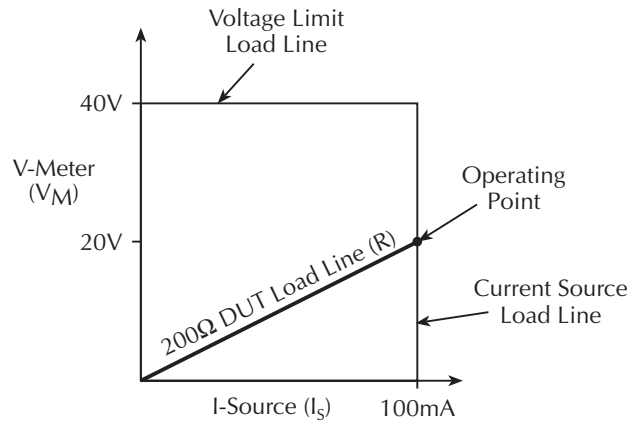 Voltage Limit
Load Line
40V
V-Meter
(VM)
Operating
Point
20V
200Ω DUT Load Line (R)
Current Source
Load Line
I-Source (IS)
100mA